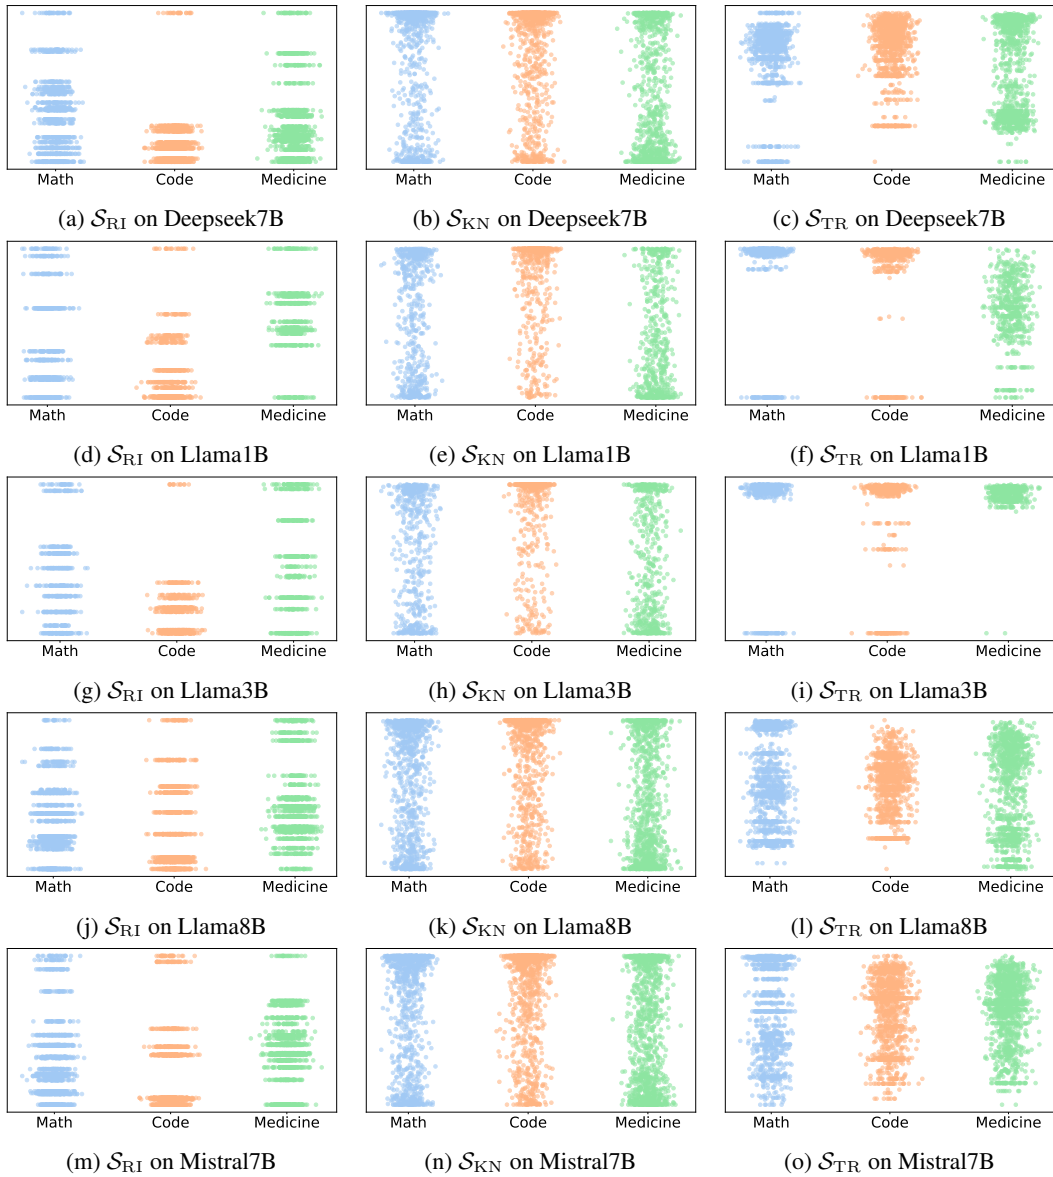 Math Code Medicine Math Code Medicine Math Code Medicine
(a) S_RI on Deepseek7B (b) S_KN on Deepseek7B (c) S_TR on Deepseek7B
Math Code Medicine Math Code Medicine Math Code Medicine
(d) S_RI on Llama1B (e) S_KN on Llama1B (f) S_TR on Llama1B
Math Code Medicine Math Code Medicine Math Code Medicine
(g) S_RI on Llama3B (h) S_KN on Llama3B (i) S_TR on Llama3B
Math Code Medicine Math Code Medicine Math Code Medicine
(j) S_RI on Llama8B (k) S_KN on Llama8B (l) S_TR on Llama8B
Math Code Medicine Math Code Medicine Math Code Medicine
(m) S_RI on Mistral7B (n) S_KN on Mistral7B (o) S_TR on Mistral7B